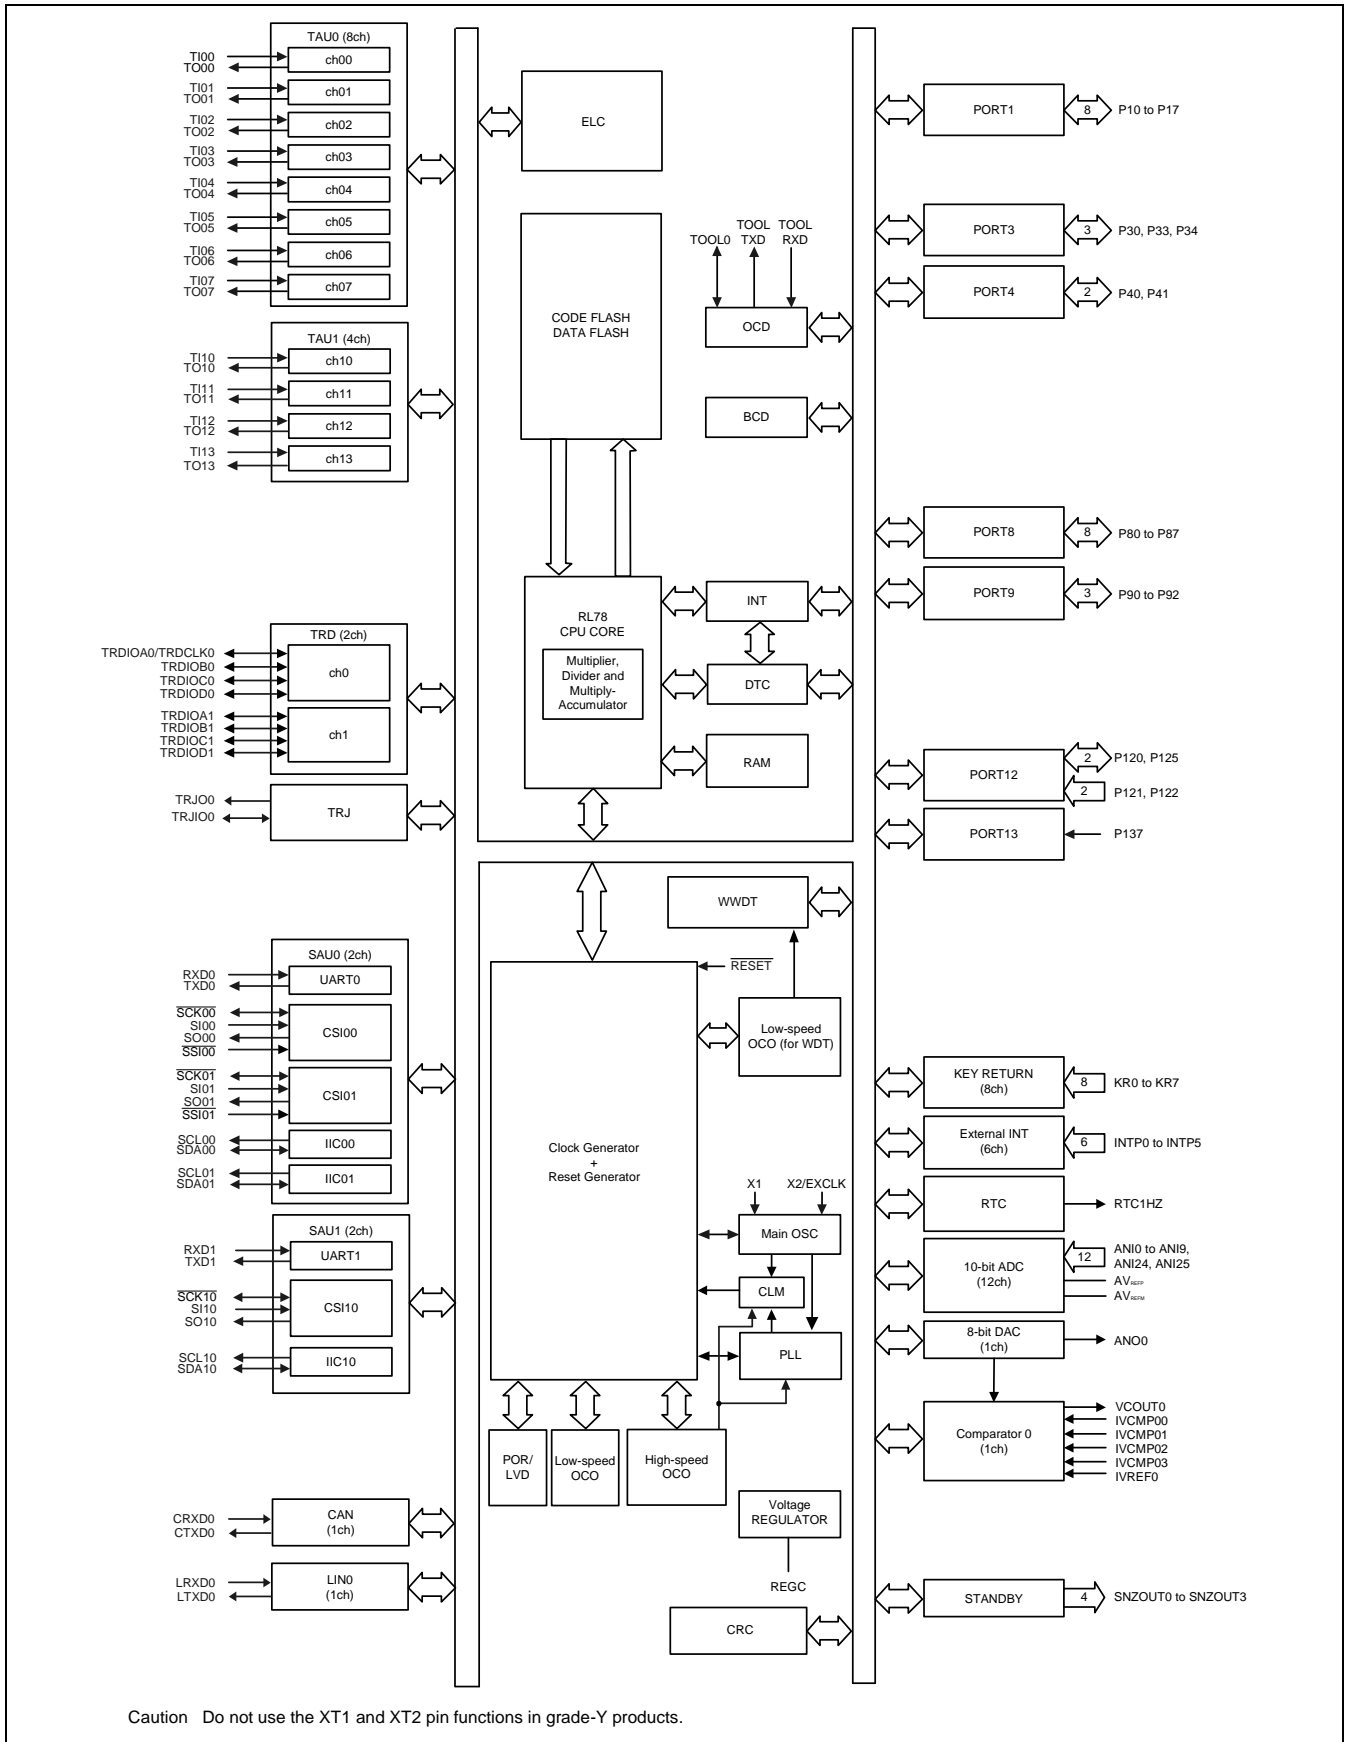 TAU0 (8ch)
TI00
TO00
ch00
TI01
TO01
ch01
TI02
TO02
ch02
TI03
TO03
ch03
TI04
TO04
ch04
TI05
TO05
ch05
TI06
TO06
ch06
TI07
TO07
ch07
TAU1 (4ch)
TI10
TO10
ch10
TI11
TO11
ch11
TI12
TO12
ch12
TI13
TO13
ch13
TRD (2ch)
TRDIOA0/TRDCLK0
TRDIOB0
TRDIOC0
TRDIOD0
ch0
TRDIOA1
TRDIOB1
TRDIOC1
TRDIOD1
ch1
TRJO0
TRJIO0
TRJ
SAU0 (2ch)
RXD0
TXD0
UART0
SCK00
SI00
SO00
SSI00
CSI00
SCK01
SI01
SO01
SSI01
CSI01
SCL00
SDA00
IIC00
SCL01
SDA01
IIC01
SAU1 (2ch)
RXD1
TXD1
UART1
SCK10
SI10
SO10
CSI10
SCL10
SDA10
IIC10
CRXD0
CTXD0
CAN
(1ch)
LRXD0
LTXD0
LIN0
(1ch)
ELC
CODE FLASH
DATA FLASH
TOOL0
TOOL
TXD
TOOL
RXD
OCD
BCD
RL78
CPU CORE
Multiplier,
Divider and
Multiply-
Accumulator
INT
DTC
RAM
WWDT
RESET
Low-speed
OCO (for WDT)
Clock Generator
+
Reset Generator
X1
X2/EXCLK
Main OSC
CLM
PLL
POR/
LVD
Low-speed
OCO
High-speed
OCO
Voltage
REGULATOR
REGC
CRC
PORT1
8
P10 to P17
PORT3
3
P30, P33, P34
PORT4
2
P40, P41
PORT8
8
P80 to P87
PORT9
3
P90 to P92
PORT12
2
P120, P125
2
P121, P122
PORT13
P137
KEY RETURN
(8ch)
8
KR0 to KR7
External INT
(6ch)
6
INTP0 to INTP5
RTC
RTC1HZ
10-bit ADC
(12ch)
12
ANI0 to ANI9,
ANI24, ANI25
AVREFP
AVREFM
8-bit DAC
(1ch)
ANO0
Comparator 0
(1ch)
VCOUT0
IVCMP00
IVCMP01
IVCMP02
IVCMP03
IVREF0
STANDBY
4
SNZOUT0 to SNZOUT3
Caution Do not use the XT1 and XT2 pin functions in grade-Y products.